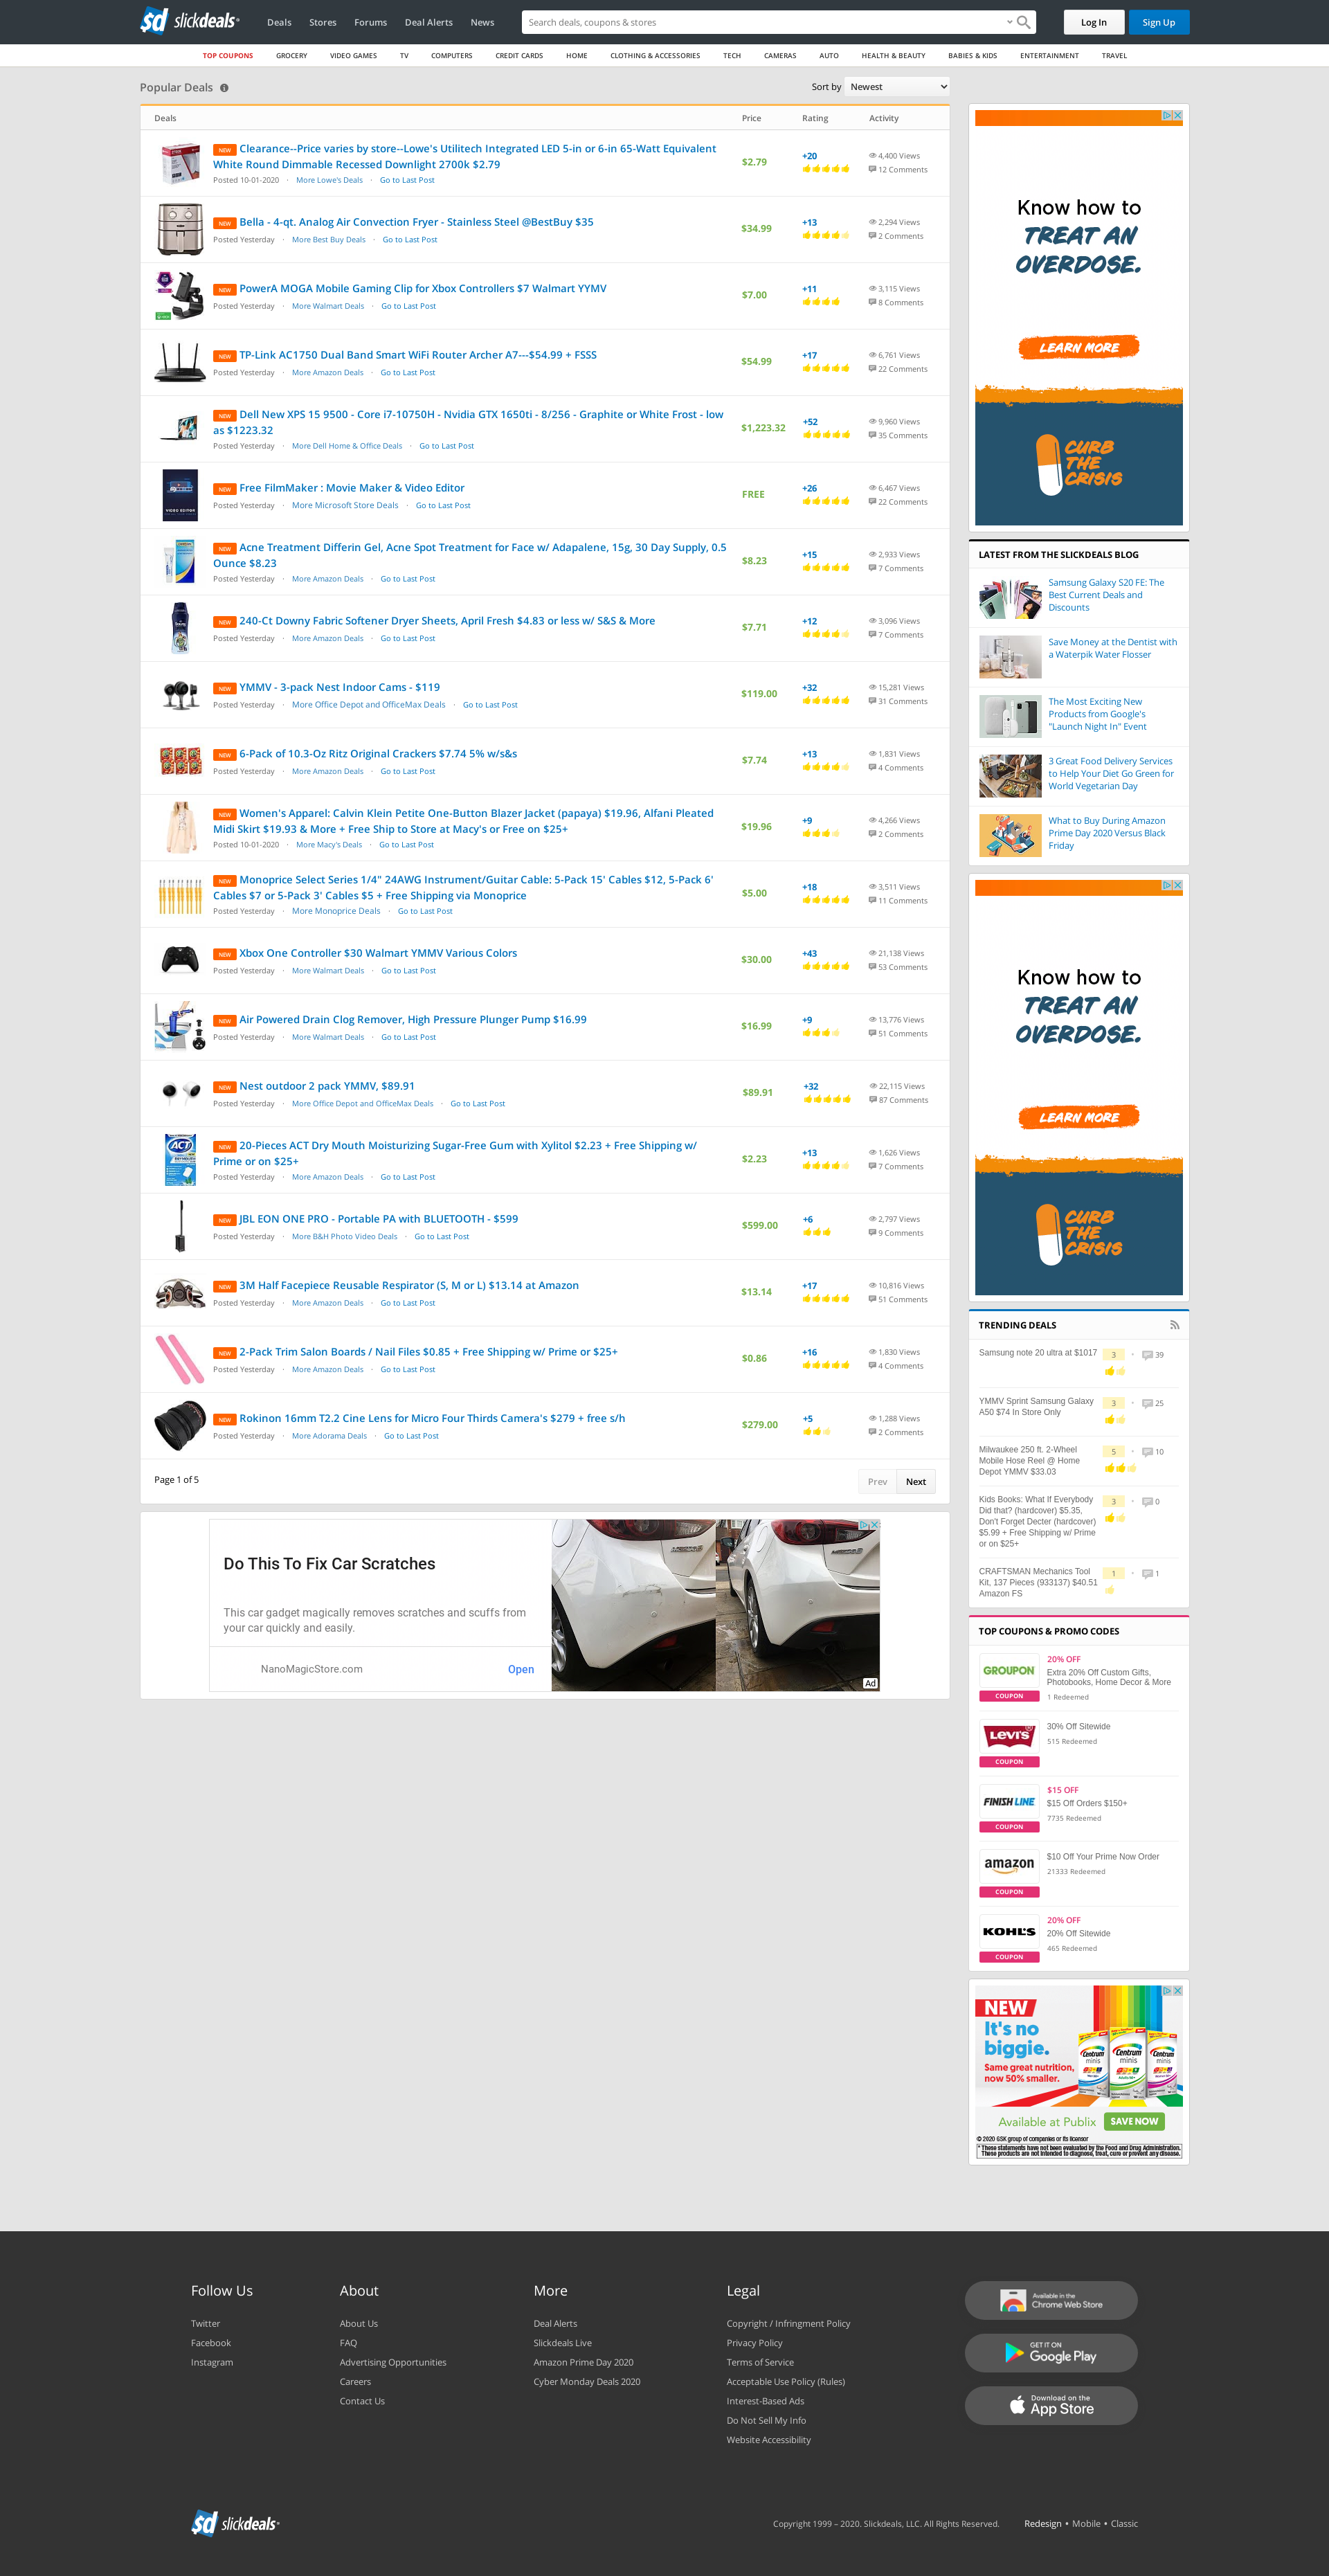 sd slickdeals
Deals
Stores
Forums
Deal Alerts
News
Search deals, coupons & stores
Log In
Sign Up
TOP COUPONS
GROCERY
VIDEO GAMES
TV
COMPUTERS
CREDIT CARDS
HOME
CLOTHING & ACCESSORIES
TECH
CAMERAS
AUTO
HEALTH & BEAUTY
BABIES & KIDS
ENTERTAINMENT
TRAVEL
Popular Deals
Sort by Newest
Deals Price Rating Activity
NEW Clearance--Price varies by store--Lowe's Utilitech Integrated LED 5-in or 6-in 65-Watt Equivalent
White Round Dimmable Recessed Downlight 2700k $2.79
Posted 10-01-2020 · More Lowe's Deals · Go to Last Post
$2.79
+20
4,400 Views
12 Comments
NEW Bella - 4-qt. Analog Air Convection Fryer - Stainless Steel @BestBuy $35
Posted Yesterday · More Best Buy Deals · Go to Last Post
$34.99
+13
2,294 Views
2 Comments
NEW PowerA MOGA Mobile Gaming Clip for Xbox Controllers $7 Walmart YYMV
Posted Yesterday · More Walmart Deals · Go to Last Post
$7.00
+11
3,115 Views
8 Comments
NEW TP-Link AC1750 Dual Band Smart WiFi Router Archer A7---$54.99 + FSSS
Posted Yesterday · More Amazon Deals · Go to Last Post
$54.99
+17
6,761 Views
22 Comments
NEW Dell New XPS 15 9500 - Core i7-10750H - Nvidia GTX 1650ti - 8/256 - Graphite or White Frost - low
as $1223.32
Posted Yesterday · More Dell Home & Office Deals · Go to Last Post
$1,223.32
+52
9,960 Views
35 Comments
VIDEO EDITOR
NEW Free FilmMaker : Movie Maker & Video Editor
Posted Yesterday · More Microsoft Store Deals · Go to Last Post
FREE
+26
6,467 Views
22 Comments
NEW Acne Treatment Differin Gel, Acne Spot Treatment for Face w/ Adapalene, 15g, 30 Day Supply, 0.5
Ounce $8.23
Posted Yesterday · More Amazon Deals · Go to Last Post
$8.23
+15
2,933 Views
7 Comments
NEW 240-Ct Downy Fabric Softener Dryer Sheets, April Fresh $4.83 or less w/ S&S & More
Posted Yesterday · More Amazon Deals · Go to Last Post
$7.71
+12
3,096 Views
7 Comments
NEW YMMV - 3-pack Nest Indoor Cams - $119
Posted Yesterday · More Office Depot and OfficeMax Deals · Go to Last Post
$119.00
+32
15,281 Views
31 Comments
NEW 6-Pack of 10.3-Oz Ritz Original Crackers $7.74 5% w/s&s
Posted Yesterday · More Amazon Deals · Go to Last Post
$7.74
+13
1,831 Views
4 Comments
NEW Women's Apparel: Calvin Klein Petite One-Button Blazer Jacket (papaya) $19.96, Alfani Pleated
Midi Skirt $19.93 & More + Free Ship to Store at Macy's or Free on $25+
Posted 10-01-2020 · More Macy's Deals · Go to Last Post
$19.96
+9
4,266 Views
2 Comments
NEW Monoprice Select Series 1/4" 24AWG Instrument/Guitar Cable: 5-Pack 15' Cables $12, 5-Pack 6'
Cables $7 or 5-Pack 3' Cables $5 + Free Shipping via Monoprice
Posted Yesterday · More Monoprice Deals · Go to Last Post
$5.00
+18
3,511 Views
11 Comments
NEW Xbox One Controller $30 Walmart YMMV Various Colors
Posted Yesterday · More Walmart Deals · Go to Last Post
$30.00
+43
21,138 Views
53 Comments
NEW Air Powered Drain Clog Remover, High Pressure Plunger Pump $16.99
Posted Yesterday · More Walmart Deals · Go to Last Post
$16.99
+9
13,776 Views
51 Comments
NEW Nest outdoor 2 pack YMMV, $89.91
Posted Yesterday · More Office Depot and OfficeMax Deals · Go to Last Post
$89.91
+32
22,115 Views
87 Comments
ACT
NEW 20-Pieces ACT Dry Mouth Moisturizing Sugar-Free Gum with Xylitol $2.23 + Free Shipping w/
Prime or on $25+
Posted Yesterday · More Amazon Deals · Go to Last Post
$2.23
+13
1,626 Views
7 Comments
NEW JBL EON ONE PRO - Portable PA with BLUETOOTH - $599
Posted Yesterday · More B&H Photo Video Deals · Go to Last Post
$599.00
+6
2,797 Views
9 Comments
NEW 3M Half Facepiece Reusable Respirator (S, M or L) $13.14 at Amazon
Posted Yesterday · More Amazon Deals · Go to Last Post
$13.14
+17
10,816 Views
51 Comments
NEW 2-Pack Trim Salon Boards / Nail Files $0.85 + Free Shipping w/ Prime or $25+
Posted Yesterday · More Amazon Deals · Go to Last Post
$0.86
+16
1,830 Views
4 Comments
NEW Rokinon 16mm T2.2 Cine Lens for Micro Four Thirds Camera's $279 + free s/h
Posted Yesterday · More Adorama Deals · Go to Last Post
$279.00
+5
1,288 Views
2 Comments
Page 1 of 5
Prev
Next
Do This To Fix Car Scratches
This car gadget magically removes scratches and scuffs from
your car quickly and easily.
NanoMagicStore.com
Open
Ad
Know how to
TREAT AN
OVERDOSE.
LEARN MORE
CURB
THE
CRISIS
LATEST FROM THE SLICKDEALS BLOG
Samsung Galaxy S20 FE: The
Best Current Deals and
Discounts
Save Money at the Dentist with
a Waterpik Water Flosser
The Most Exciting New
Products from Google's
"Launch Night In" Event
3 Great Food Delivery Services
to Help Your Diet Go Green for
World Vegetarian Day
What to Buy During Amazon
Prime Day 2020 Versus Black
Friday
Know how to
TREAT AN
OVERDOSE.
LEARN MORE
CURB
THE
CRISIS
TRENDING DEALS
Samsung note 20 ultra at $1017
3 • 39
YMMV Sprint Samsung Galaxy
A50 $74 In Store Only
3 • 25
Milwaukee 250 ft. 2-Wheel
Mobile Hose Reel @ Home
Depot YMMV $33.03
5 • 10
Kids Books: What If Everybody
Did that? (hardcover) $5.35,
Don't Forget Decter (hardcover)
$5.99 + Free Shipping w/ Prime
or on $25+
3 • 0
CRAFTSMAN Mechanics Tool
Kit, 137 Pieces (933137) $40.51
Amazon FS
1 • 1
TOP COUPONS & PROMO CODES
GROUPON
COUPON
20% OFF
Extra 20% Off Custom Gifts,
Photobooks, Home Decor & More
1 Redeemed
LEVI'S®
COUPON
30% Off Sitewide
515 Redeemed
FINISH LINE
COUPON
$15 OFF
$15 Off Orders $150+
7735 Redeemed
amazon
COUPON
$10 Off Your Prime Now Order
21333 Redeemed
KOHL'S
COUPON
20% OFF
20% Off Sitewide
465 Redeemed
NEW
It's no
biggie.
Same great nutrition,
now 50% smaller.
Centrum minis
Centrum minis
Centrum minis
Available at Publix
SAVE NOW
© 2020 GSK group of companies or its licensor
* These statements have not been evaluated by the Food and Drug Administration.
These products are not intended to diagnose, treat, cure or prevent any disease.
Follow Us
Twitter
Facebook
Instagram
About
About Us
FAQ
Advertising Opportunities
Careers
Contact Us
More
Deal Alerts
Slickdeals Live
Amazon Prime Day 2020
Cyber Monday Deals 2020
Legal
Copyright / Infringment Policy
Privacy Policy
Terms of Service
Acceptable Use Policy (Rules)
Interest-Based Ads
Do Not Sell My Info
Website Accessibility
Available in the
Chrome Web Store
GET IT ON
Google Play
Download on the
App Store
sd slickdeals
Copyright 1999 – 2020. Slickdeals, LLC. All Rights Reserved.
Redesign • Mobile • Classic